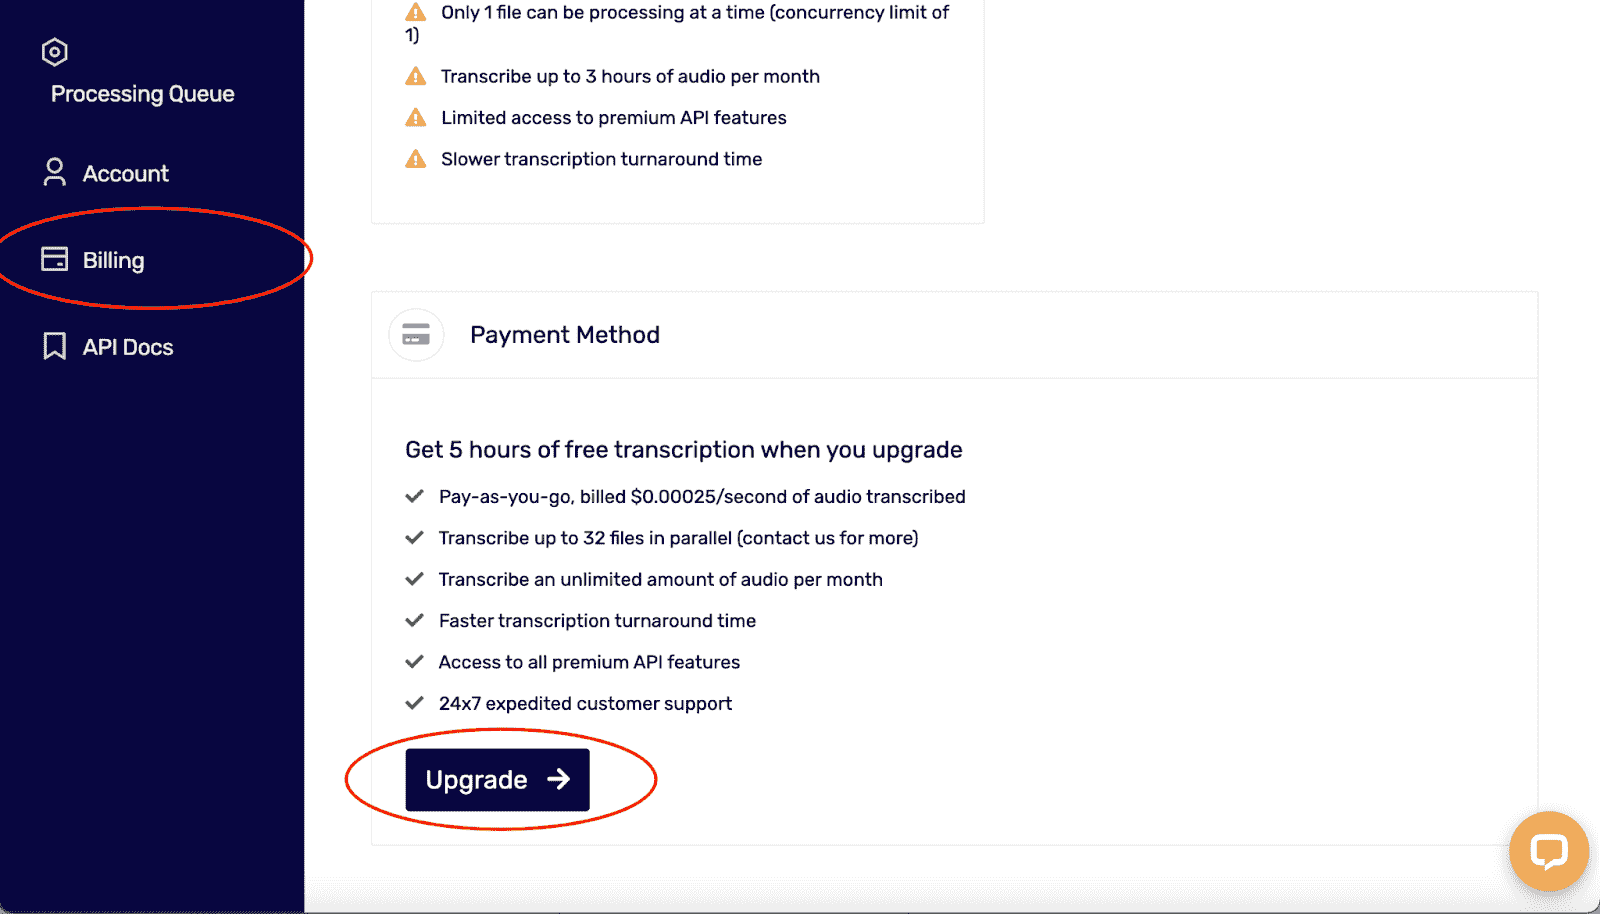 Processing Queue
Account
Billing
API Docs
Only 1 file can be processing at a time (concurrency limit of
1)
Transcribe up to 3 hours of audio per month
Limited access to premium API features
Slower transcription turnaround time
Payment Method
Get 5 hours of free transcription when you upgrade
Pay-as-you-go, billed $0.00025/second of audio transcribed
Transcribe up to 32 files in parallel (contact us for more)
Transcribe an unlimited amount of audio per month
Faster transcription turnaround time
Access to all premium API features
24x7 expedited customer support
Upgrade →